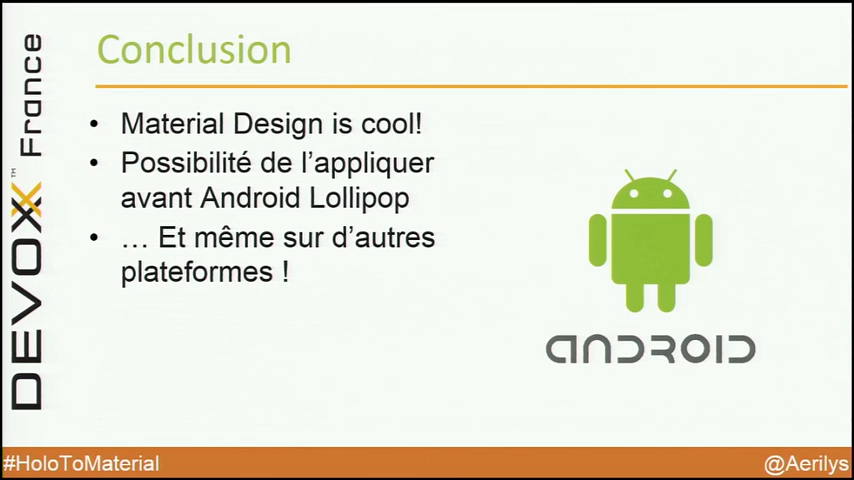 Conclusion
• Material Design is cool!
• Possibilité de l’appliquer
avant Android Lollipop
• … Et même sur d’autres
plateformes !
DEVOXX™ France
ANDROID
#HoloToMaterial
@Aerilys